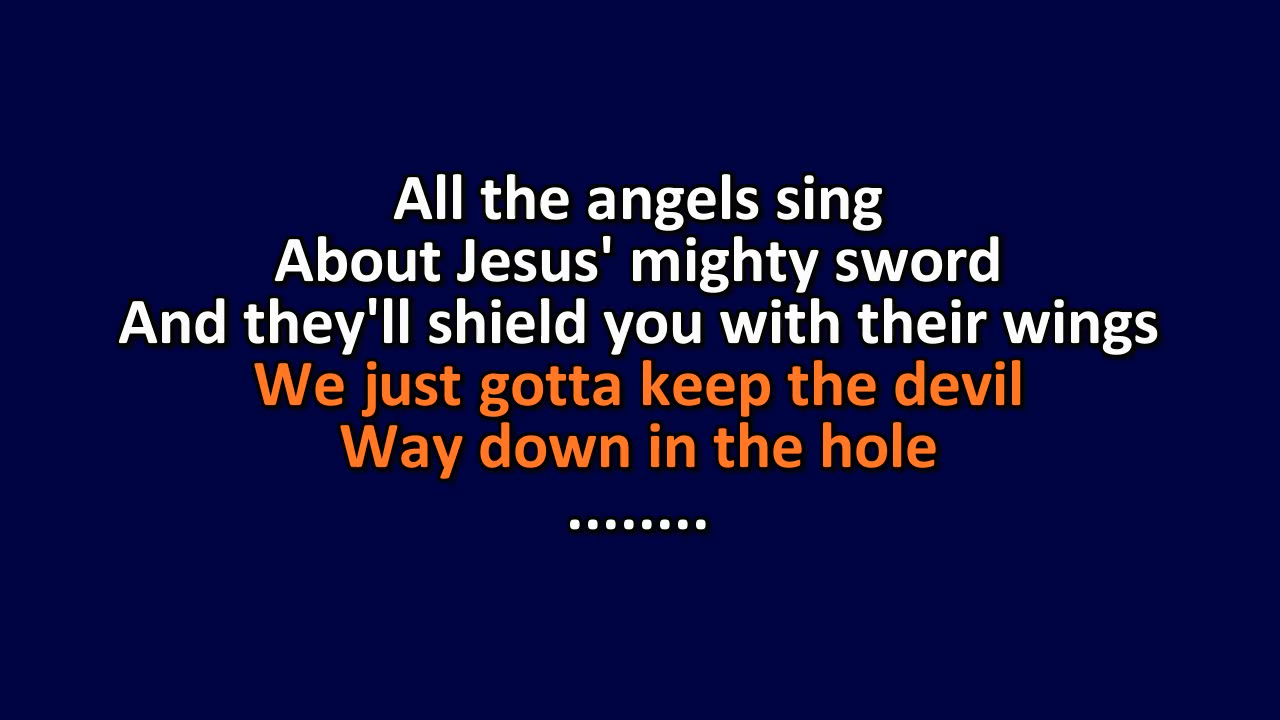 All the angels sing
About Jesus' mighty sword
And they'll shield you with their wings
We just gotta keep the devil
Way down in the hole
........